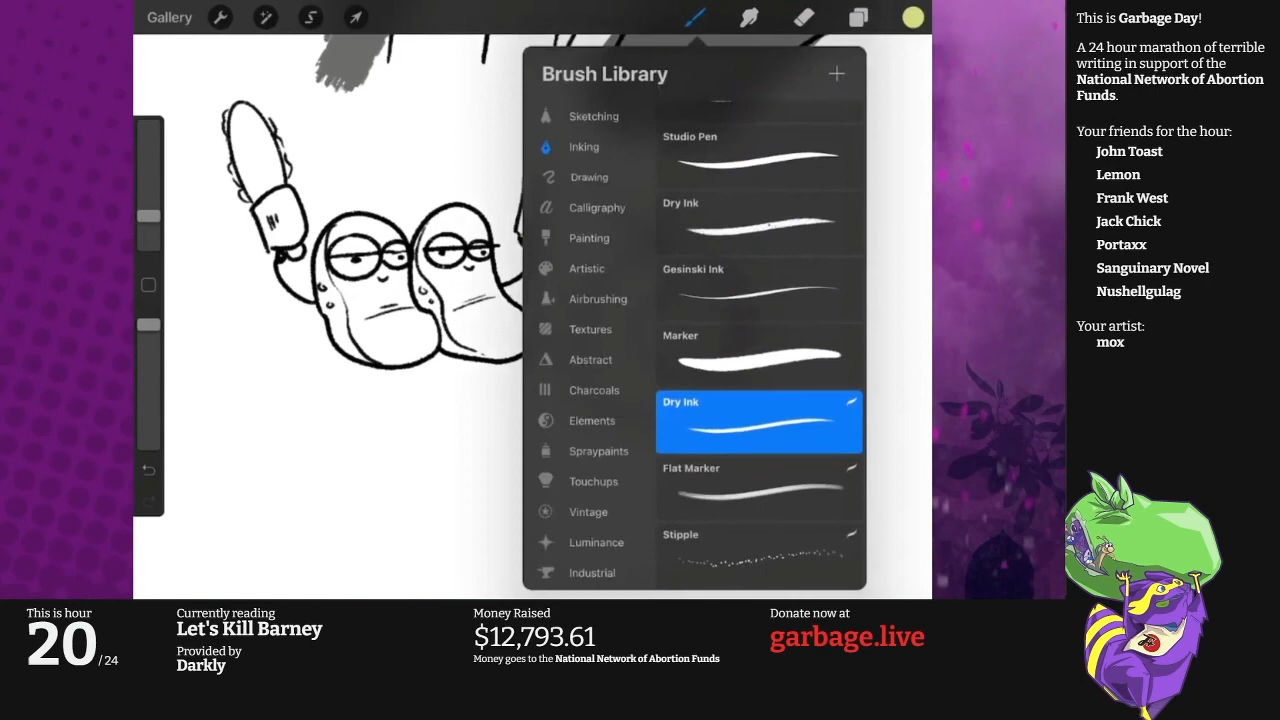 Gallery
Brush Library
Sketching
Inking
Drawing
Calligraphy
Painting
Artistic
Airbrushing
Textures
Abstract
Charcoals
Elements
Spraypaints
Touchups
Vintage
Luminance
Industrial
Studio Pen
Dry Ink
Gesinski Ink
Marker
Dry Ink
Flat Marker
Stipple
This is Garbage Day!
A 24 hour marathon of terrible
writing in support of the
National Network of Abortion
Funds.
Your friends for the hour:
John Toast
Lemon
Frank West
Jack Chick
Portaxx
Sanguinary Novel
Nushellgulag
Your artist:
mox
This is hour
20/24
Currently reading
Let's Kill Barney
Provided by
Darkly
Money Raised
$12,793.61
Money goes to the National Network of Abortion Funds
Donate now at
garbage.live